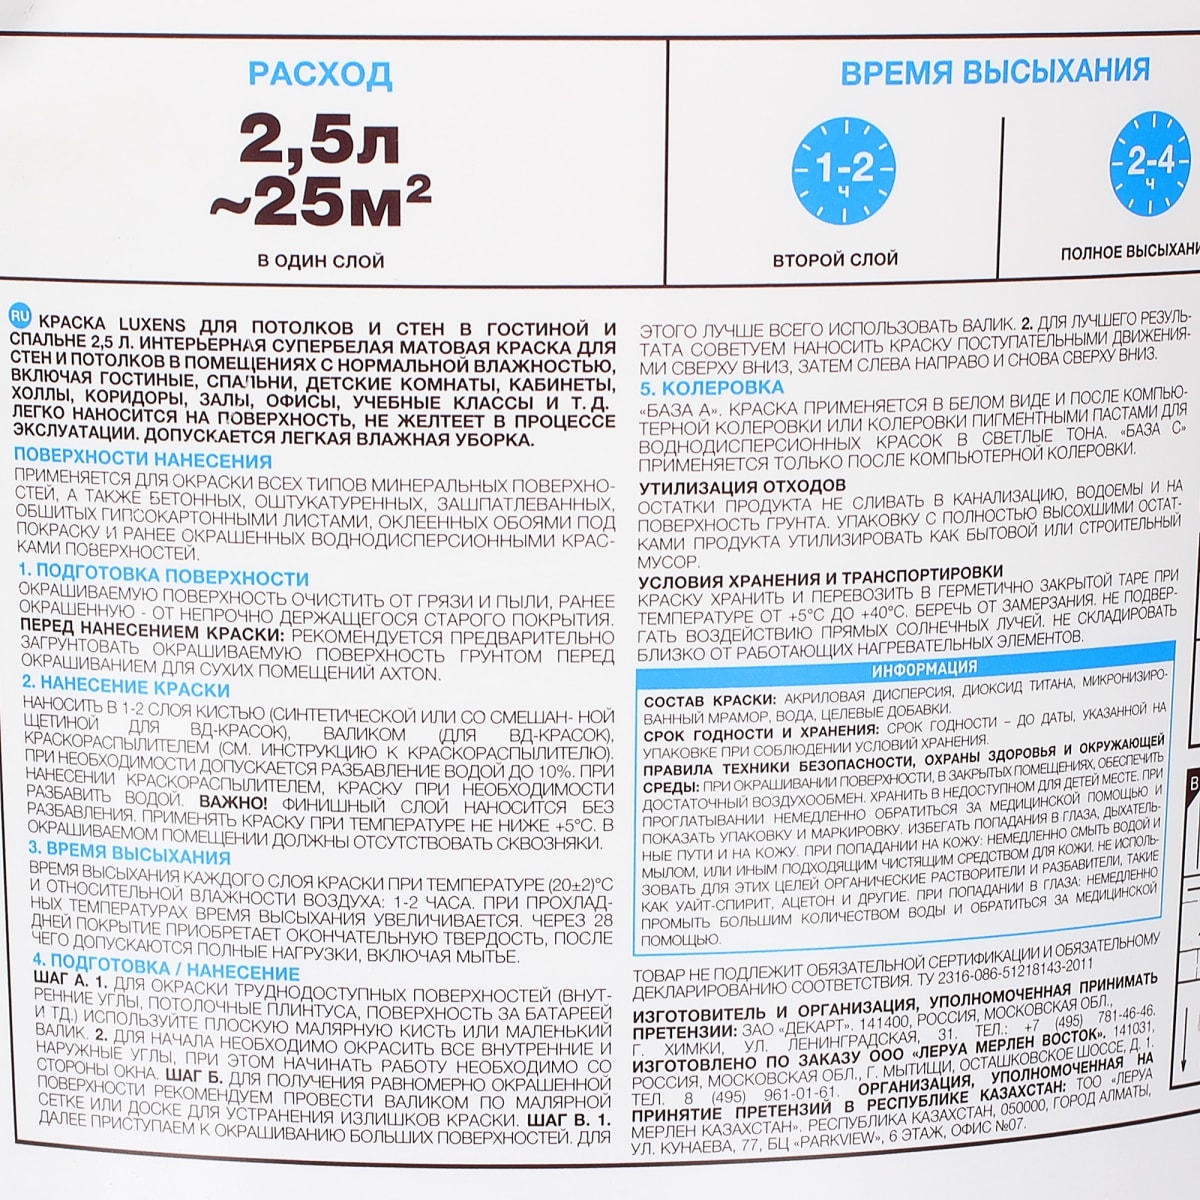 РАСХОД
2,5л
~25м²
В ОДИН СЛОЙ
ВРЕМЯ ВЫСЫХАНИЯ
1-2
ч
ВТОРОЙ СЛОЙ
2-4
ч
ПОЛНОЕ ВЫСЫХАНИ
RU КРАСКА LUXENS ДЛЯ ПОТОЛКОВ И СТЕН В ГОСТИНОЙ И
СПАЛЬНЕ 2,5 Л. ИНТЕРЬЕРНАЯ СУПЕРБЕЛАЯ МАТОВАЯ КРАСКА ДЛЯ
СТЕН И ПОТОЛКОВ В ПОМЕЩЕНИЯХ С НОРМАЛЬНОЙ ВЛАЖНОСТЬЮ,
ВКЛЮЧАЯ ГОСТИНЫЕ, СПАЛЬНИ, ДЕТСКИЕ КОМНАТЫ, КАБИНЕТЫ,
ХОЛЛЫ, КОРИДОРЫ, ЗАЛЫ, ОФИСЫ, УЧЕБНЫЕ КЛАССЫ И Т. Д.
ЛЕГКО НАНОСИТСЯ НА ПОВЕРХНОСТЬ, НЕ ЖЕЛТЕЕТ В ПРОЦЕССЕ
ЭКСЛУАТАЦИИ. ДОПУСКАЕТСЯ ЛЕГКАЯ ВЛАЖНАЯ УБОРКА.
ПОВЕРХНОСТИ НАНЕСЕНИЯ
ПРИМЕНЯЕТСЯ ДЛЯ ОКРАСКИ ВСЕХ ТИПОВ МИНЕРАЛЬНЫХ ПОВЕРХНО-
СТЕЙ, А ТАКЖЕ БЕТОННЫХ, ОШТУКАТУРЕННЫХ, ЗАШПАТЛЕВАННЫХ,
ОБШИТЫХ ГИПСОКАРТОННЫМИ ЛИСТАМИ, ОКЛЕЕННЫХ ОБОЯМИ ПОД
ПОКРАСКУ И РАНЕЕ ОКРАШЕННЫХ ВОДНОДИСПЕРСИОННЫМИ КРАС-
КАМИ ПОВЕРХНОСТЕЙ.
1. ПОДГОТОВКА ПОВЕРХНОСТИ
ОКРАШИВАЕМУЮ ПОВЕРХНОСТЬ ОЧИСТИТЬ ОТ ГРЯЗИ И ПЫЛИ, РАНЕЕ
ОКРАШЕННУЮ - ОТ НЕПРОЧНО ДЕРЖАЩЕГОСЯ СТАРОГО ПОКРЫТИЯ.
ПЕРЕД НАНЕСЕНИЕМ КРАСКИ: РЕКОМЕНДУЕТСЯ ПРЕДВАРИТЕЛЬНО
ЗАГРУНТОВАТЬ ОКРАШИВАЕМУЮ ПОВЕРХНОСТЬ ГРУНТОМ ПЕРЕД
ОКРАШИВАНИЕМ ДЛЯ СУХИХ ПОМЕЩЕНИЙ AXTON.
2. НАНЕСЕНИЕ КРАСКИ
НАНОСИТЬ В 1-2 СЛОЯ КИСТЬЮ (СИНТЕТИЧЕСКОЙ ИЛИ СО СМЕШАН- НОЙ
ЩЕТИНОЙ ДЛЯ ВД-КРАСОК), ВАЛИКОМ (ДЛЯ ВД-КРАСОК),
КРАСКОРАСПЫЛИТЕЛЕМ (СМ. ИНСТРУКЦИЮ К КРАСКОРАСПЫЛИТЕЛЮ).
ПРИ НЕОБХОДИМОСТИ ДОПУСКАЕТСЯ РАЗБАВЛЕНИЕ ВОДОЙ ДО 10%. ПРИ
НАНЕСЕНИИ КРАСКОРАСПЫЛИТЕЛЕМ, КРАСКУ ПРИ НЕОБХОДИМОСТИ
РАЗБАВИТЬ ВОДОЙ. ВАЖНО! ФИНИШНЫЙ СЛОЙ НАНОСИТСЯ БЕЗ
РАЗБАВЛЕНИЯ. ПРИМЕНЯТЬ КРАСКУ ПРИ ТЕМПЕРАТУРЕ НЕ НИЖЕ +5°С. В
ОКРАШИВАЕМОМ ПОМЕЩЕНИИ ДОЛЖНЫ ОТСУТСТВОВАТЬ СКВОЗНЯКИ.
3. ВРЕМЯ ВЫСЫХАНИЯ
ВРЕМЯ ВЫСЫХАНИЯ КАЖДОГО СЛОЯ КРАСКИ ПРИ ТЕМПЕРАТУРЕ (20±2)°С
И ОТНОСИТЕЛЬНОЙ ВЛАЖНОСТИ ВОЗДУХА: 1-2 ЧАСА. ПРИ ПРОХЛАД-
НЫХ ТЕМПЕРАТУРАХ ВРЕМЯ ВЫСЫХАНИЯ УВЕЛИЧИВАЕТСЯ. ЧЕРЕЗ 28
ДНЕЙ ПОКРЫТИЕ ПРИОБРЕТАЕТ ОКОНЧАТЕЛЬНУЮ ТВЕРДОСТЬ, ПОСЛЕ
ЧЕГО ДОПУСКАЮТСЯ ПОЛНЫЕ НАГРУЗКИ, ВКЛЮЧАЯ МЫТЬЕ.
4. ПОДГОТОВКА / НАНЕСЕНИЕ
ШАГ А. 1. ДЛЯ ОКРАСКИ ТРУДНОДОСТУПНЫХ ПОВЕРХНОСТЕЙ (ВНУТ-
РЕННИЕ УГЛЫ, ПОТОЛОЧНЫЕ ПЛИНТУСА, ПОВЕРХНОСТЬ ЗА БАТАРЕЕЙ
И ТД.) ИСПОЛЬЗУЙТЕ ПЛОСКУЮ МАЛЯРНУЮ КИСТЬ ИЛИ МАЛЕНЬКИЙ
ВАЛИК. 2. ДЛЯ НАЧАЛА НЕОБХОДИМО ОКРАСИТЬ ВСЕ ВНУТРЕННИЕ И
НАРУЖНЫЕ УГЛЫ, ПРИ ЭТОМ НАЧИНАТЬ РАБОТУ НЕОБХОДИМО СО
СТОРОНЫ ОКНА. ШАГ Б. ДЛЯ ПОЛУЧЕНИЯ РАВНОМЕРНО ОКРАШЕННОЙ
ПОВЕРХНОСТИ РЕКОМЕНДУЕМ ПРОВЕСТИ ВАЛИКОМ ПО МАЛЯРНОЙ
СЕТКЕ ИЛИ ДОСКЕ ДЛЯ УСТРАНЕНИЯ ИЗЛИШКОВ КРАСКИ. ШАГ В. 1.
ДАЛЕЕ ПРИСТУПАЕМ К ОКРАШИВАНИЮ БОЛЬШИХ ПОВЕРХНОСТЕЙ. ДЛЯ
ЭТОГО ЛУЧШЕ ВСЕГО ИСПОЛЬЗОВАТЬ ВАЛИК. 2. ДЛЯ ЛУЧШЕГО РЕЗУЛЬ-
ТАТА СОВЕТУЕМ НАНОСИТЬ КРАСКУ ПОСТУПАТЕЛЬНЫМИ ДВИЖЕНИЯ-
МИ СВЕРХУ ВНИЗ, ЗАТЕМ СЛЕВА НАПРАВО И СНОВА СВЕРХУ ВНИЗ.
5. КОЛЕРОВКА
«БАЗА А». КРАСКА ПРИМЕНЯЕТСЯ В БЕЛОМ ВИДЕ И ПОСЛЕ КОМПЬЮ-
ТЕРНОЙ КОЛЕРОВКИ ИЛИ КОЛЕРОВКИ ПИГМЕНТНЫМИ ПАСТАМИ ДЛЯ
ВОДНОДИСПЕРСИОННЫХ КРАСОК В СВЕТЛЫЕ ТОНА. «БАЗА С»
ПРИМЕНЯЕТСЯ ТОЛЬКО ПОСЛЕ КОМПЬЮТЕРНОЙ КОЛЕРОВКИ.
УТИЛИЗАЦИЯ ОТХОДОВ
ОСТАТКИ ПРОДУКТА НЕ СЛИВАТЬ В КАНАЛИЗАЦИЮ, ВОДОЕМЫ И НА
ПОВЕРХНОСТЬ ГРУНТА. УПАКОВКУ С ПОЛНОСТЬЮ ВЫСОХШИМИ ОСТАТ-
КАМИ ПРОДУКТА УТИЛИЗИРОВАТЬ КАК БЫТОВОЙ ИЛИ СТРОИТЕЛЬНЫЙ
МУСОР.
УСЛОВИЯ ХРАНЕНИЯ И ТРАНСПОРТИРОВКИ
КРАСКУ ХРАНИТЬ И ПЕРЕВОЗИТЬ В ГЕРМЕТИЧНО ЗАКРЫТОЙ ТАРЕ ПРИ
ТЕМПЕРАТУРЕ ОТ +5°С ДО +40°С. БЕРЕЧЬ ОТ ЗАМЕРЗАНИЯ. НЕ ПОДВЕР-
ГАТЬ ВОЗДЕЙСТВИЮ ПРЯМЫХ СОЛНЕЧНЫХ ЛУЧЕЙ. НЕ СКЛАДИРОВАТЬ
БЛИЗКО ОТ РАБОТАЮЩИХ НАГРЕВАТЕЛЬНЫХ ЭЛЕМЕНТОВ.
ИНФОРМАЦИЯ
СОСТАВ КРАСКИ: АКРИЛОВАЯ ДИСПЕРСИЯ, ДИОКСИД ТИТАНА, МИКРОНИЗИРО-
ВАННЫЙ МРАМОР, ВОДА, ЦЕЛЕВЫЕ ДОБАВКИ.
СРОК ГОДНОСТИ И ХРАНЕНИЯ: СРОК ГОДНОСТИ – ДО ДАТЫ, УКАЗАННОЙ НА
УПАКОВКЕ ПРИ СОБЛЮДЕНИИ УСЛОВИЙ ХРАНЕНИЯ.
ПРАВИЛА ТЕХНИКИ БЕЗОПАСНОСТИ, ОХРАНЫ ЗДОРОВЬЯ И ОКРУЖАЮЩЕЙ
СРЕДЫ: ПРИ ОКРАШИВАНИИ ПОВЕРХНОСТИ, В ЗАКРЫТЫХ ПОМЕЩЕНИЯХ, ОБЕСПЕЧИТЬ
ДОСТАТОЧНЫЙ ВОЗДУХООБМЕН. ХРАНИТЬ В НЕДОСТУПНОМ ДЛЯ ДЕТЕЙ МЕСТЕ. ПРИ
ПРОГЛАТЫВАНИИ НЕМЕДЛЕННО ОБРАТИТЬСЯ ЗА МЕДИЦИНСКОЙ ПОМОЩЬЮ И
ПОКАЗАТЬ УПАКОВКУ И МАРКИРОВКУ. ИЗБЕГАТЬ ПОПАДАНИЯ В ГЛАЗА, ДЫХАТЕЛЬ-
НЫЕ ПУТИ И НА КОЖУ. ПРИ ПОПАДАНИИ НА КОЖУ: НЕМЕДЛЕННО СМЫТЬ ВОДОЙ И
МЫЛОМ, ИЛИ ИНЫМ ПОДХОДЯЩИМ ЧИСТЯЩИМ СРЕДСТВОМ ДЛЯ КОЖИ. НЕ ИСПОЛЬ-
ЗОВАТЬ ДЛЯ ЭТИХ ЦЕЛЕЙ ОРГАНИЧЕСКИЕ РАСТВОРИТЕЛИ И РАЗБАВИТЕЛИ, ТАКИЕ
КАК УАЙТ-СПИРИТ, АЦЕТОН И ДРУГИЕ. ПРИ ПОПАДАНИИ В ГЛАЗА: НЕМЕДЛЕННО
ПРОМЫТЬ БОЛЬШИМ КОЛИЧЕСТВОМ ВОДЫ И ОБРАТИТЬСЯ ЗА МЕДИЦИНСКОЙ
ПОМОЩЬЮ.
ТОВАР НЕ ПОДЛЕЖИТ ОБЯЗАТЕЛЬНОЙ СЕРТИФИКАЦИИ И ОБЯЗАТЕЛЬНОМУ
ДЕКЛАРИРОВАНИЮ СООТВЕТСТВИЯ. ТУ 2316-086-51218143-2011
ИЗГОТОВИТЕЛЬ И ОРГАНИЗАЦИЯ, УПОЛНОМОЧЕННАЯ ПРИНИМАТЬ
ПРЕТЕНЗИИ: ЗАО «ДЕКАРТ». 141400, РОССИЯ, МОСКОВСКАЯ ОБЛ.,
Г. ХИМКИ, УЛ. ЛЕНИНГРАДСКАЯ, 31. ТЕЛ.: +7 (495) 781-46-46.
ИЗГОТОВЛЕНО ПО ЗАКАЗУ ООО «ЛЕРУА МЕРЛЕН ВОСТОК». 141031,
РОССИЯ, МОСКОВСКАЯ ОБЛ., Г. МЫТИЩИ, ОСТАШКОВСКОЕ ШОССЕ, Д. 1.
ТЕЛ. 8 (495) 961-01-61. ОРГАНИЗАЦИЯ, УПОЛНОМОЧЕННАЯ НА
ПРИНЯТИЕ ПРЕТЕНЗИЙ В РЕСПУБЛИКЕ КАЗАХСТАН: ТОО «ЛЕРУА
МЕРЛЕН КАЗАХСТАН». РЕСПУБЛИКА КАЗАХСТАН, 050000, ГОРОД АЛМАТЫ,
УЛ. КУНАЕВА, 77, БЦ «PARKVIEW», 6 ЭТАЖ, ОФИС №07.
В